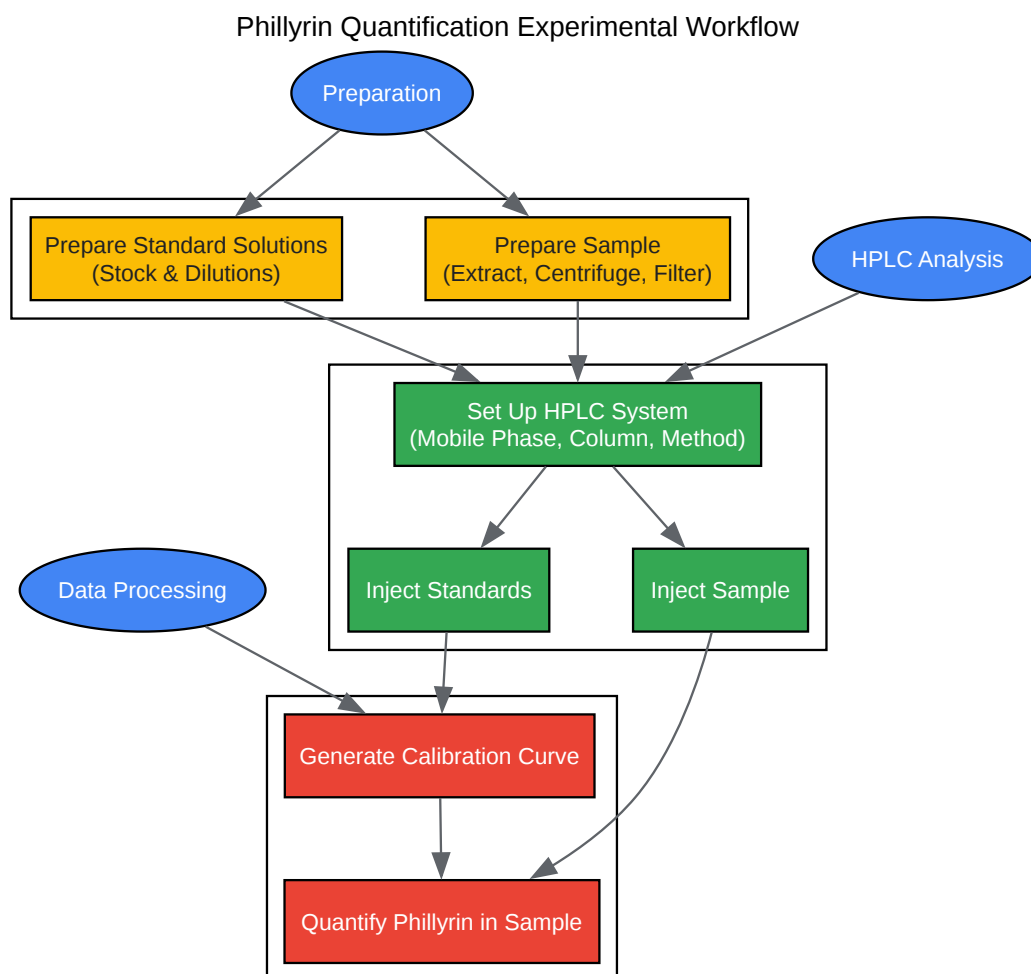 Phillyrin Quantification Experimental Workflow
Preparation
Prepare Standard Solutions
(Stock & Dilutions)
Prepare Sample
(Extract, Centrifuge, Filter)
HPLC Analysis
Set Up HPLC System
(Mobile Phase, Column, Method)
Inject Standards
Inject Sample
Data Processing
Generate Calibration Curve
Quantify Phillyrin in Sample